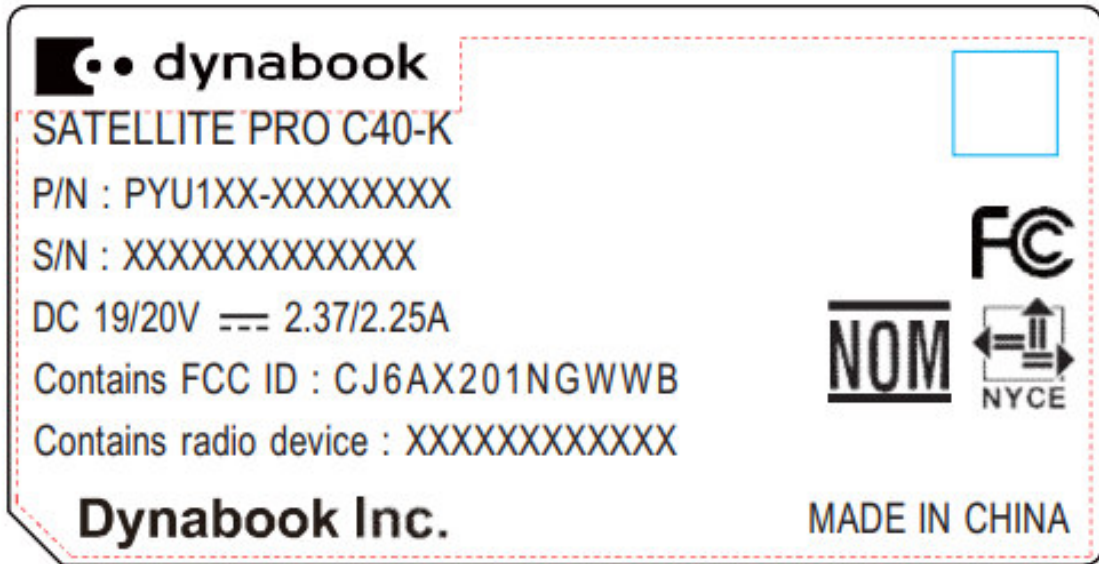 dynabook
SATELLITE PRO C40-K
P/N : PYU1XX-XXXXXXXX
S/N : XXXXXXXXXXXXX
DC 19/20V ⎓ 2.37/2.25A
Contains FCC ID : CJ6AX201NGWWB
Contains radio device : XXXXXXXXXXXX
Dynabook Inc.
FC
NOM
NYCE
MADE IN CHINA